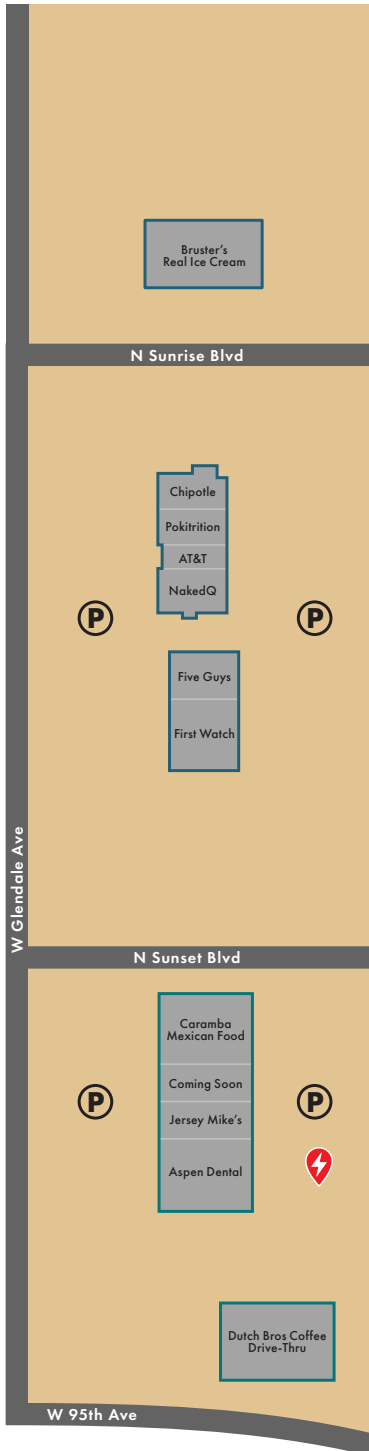 Bruster's
Real Ice Cream
N Sunrise Blvd
Chipotle
Pokitrition
AT&T
NakedQ
P
P
Five Guys
First Watch
W Glendale Ave
N Sunset Blvd
Caramba
Mexican Food
Coming Soon
P
P
Jersey Mike's
Aspen Dental
Dutch Bros Coffee
Drive-Thru
W 95th Ave